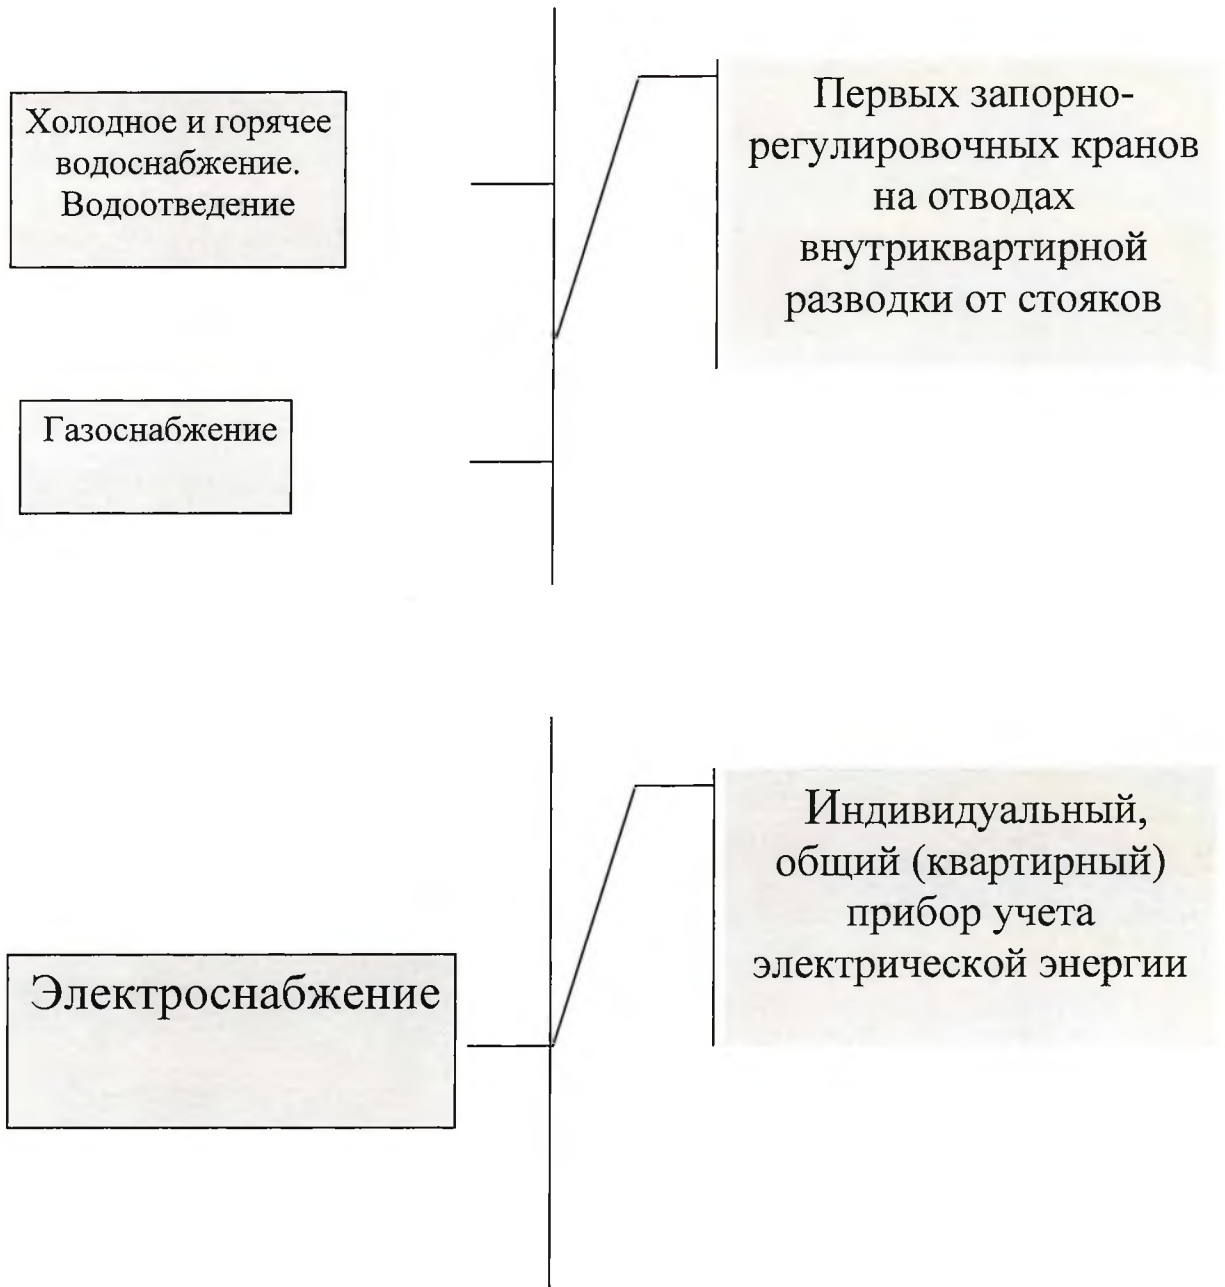 Холодное и горячее
водоснабжение.
Водоотведение
Первых запорно-
регулировочных кранов
на отводах
внутриквартирной
разводки от стояков
Газоснабжение
Индивидуальный,
общий (квартирный)
прибор учета
электрической энергии
Электроснабжение